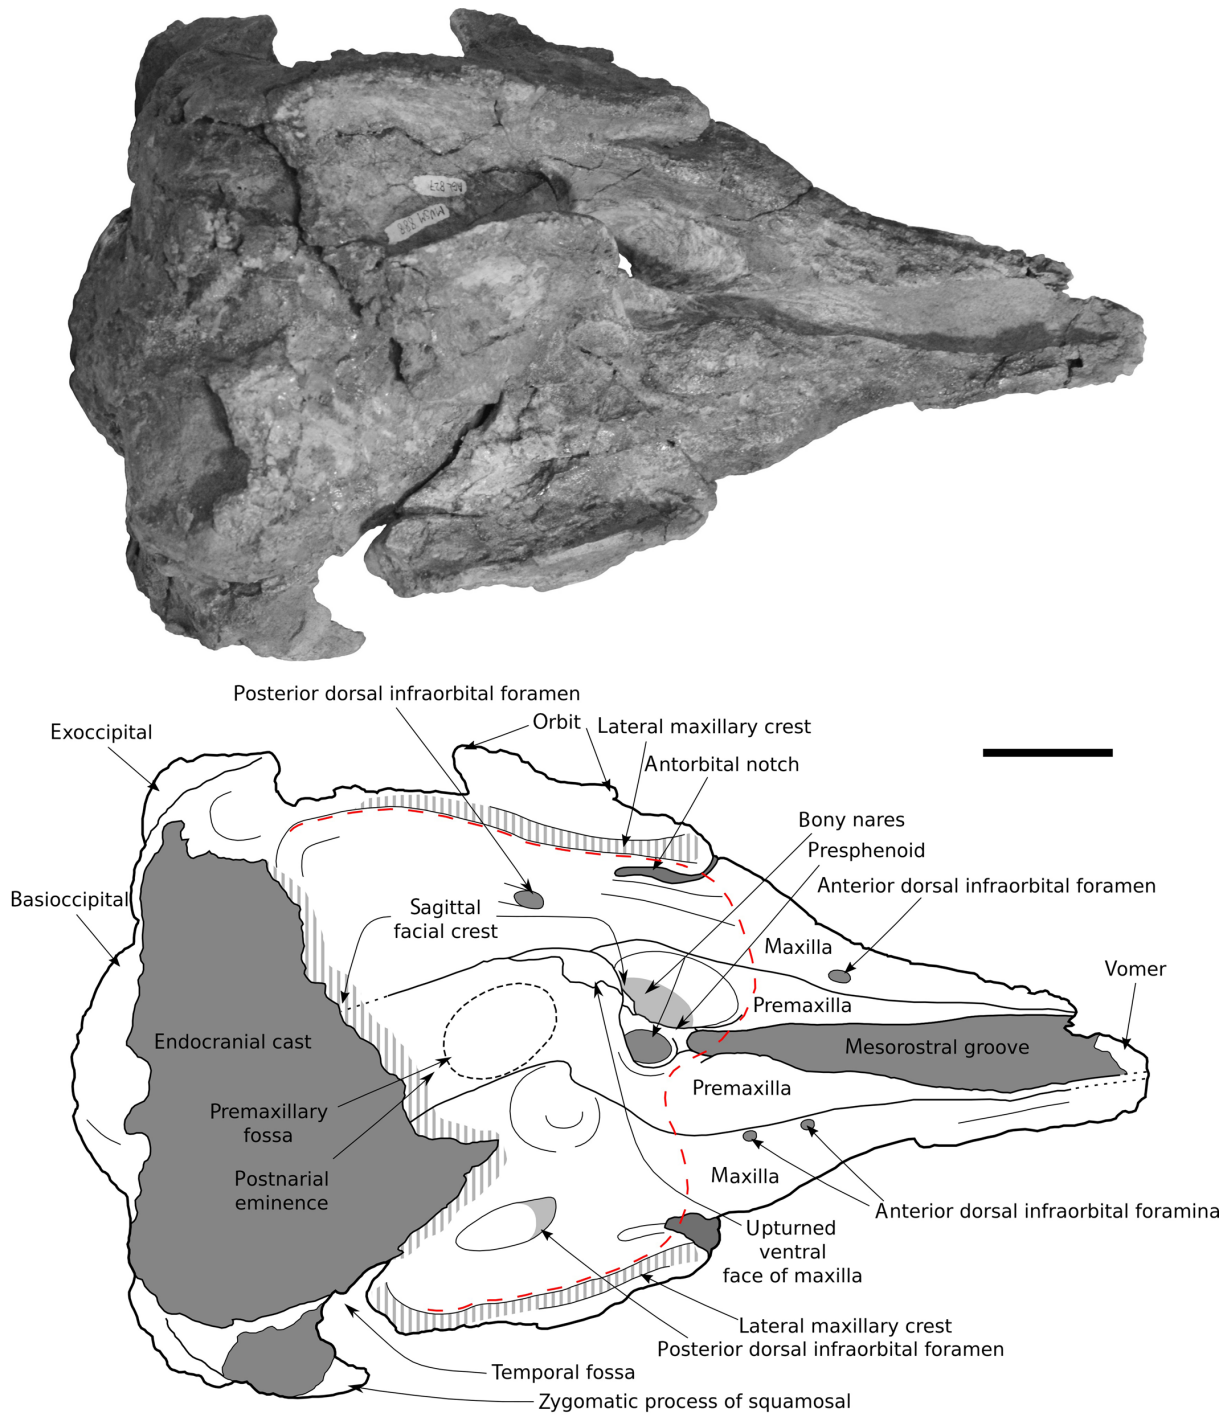 MUSM 888
Posterior dorsal infraorbital foramen
Exoccipital
Orbit
Lateral maxillary crest
Antorbital notch
Bony nares
Presphenoid
Anterior dorsal infraorbital foramen
Basioccipital
Sagittal
facial crest
Maxilla
Vomer
Premaxilla
Endocranial cast
Mesorostral groove
Premaxilla
Premaxillary
fossa
Postnarial
eminence
Maxilla
Anterior dorsal infraorbital foramina
Upturned
ventral
face of maxilla
Lateral maxillary crest
Posterior dorsal infraorbital foramen
Temporal fossa
Zygomatic process of squamosal